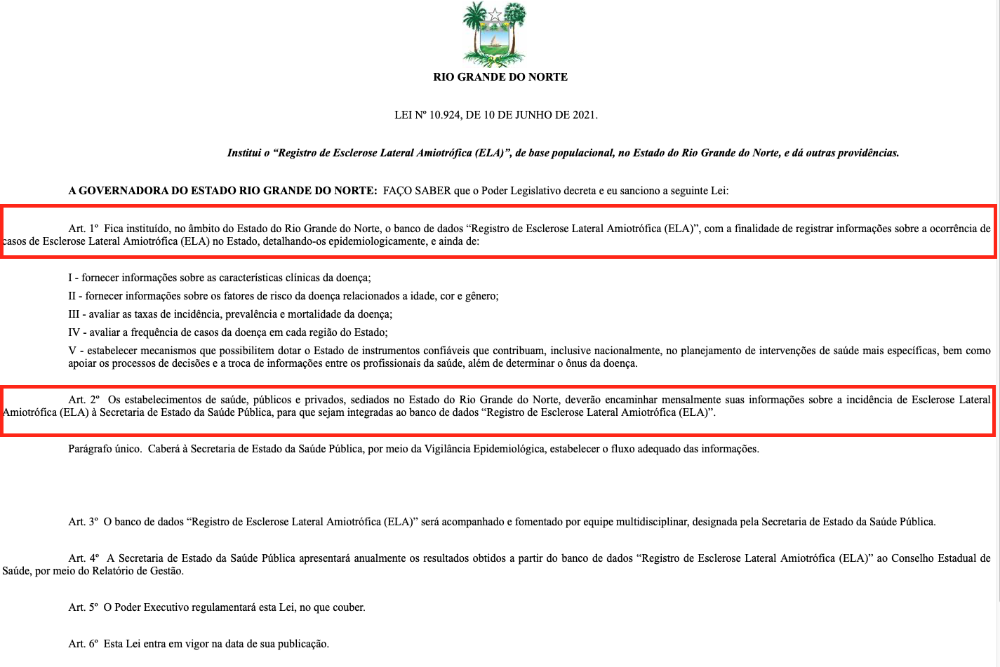 RIO GRANDE DO NORTE
LEI Nº 10.924, DE 10 DE JUNHO DE 2021.
Institui o “Registro de Esclerose Lateral Amiotrófica (ELA)”, de base populacional, no Estado do Rio Grande do Norte, e dá outras providências.
A GOVERNADORA DO ESTADO RIO GRANDE DO NORTE: FAÇO SABER que o Poder Legislativo decreta e eu sanciono a seguinte Lei:
Art. 1º Fica instituído, no âmbito do Estado do Rio Grande do Norte, o banco de dados “Registro de Esclerose Lateral Amiotrófica (ELA)”, com a finalidade de registrar informações sobre a ocorrência de
casos de Esclerose Lateral Amiotrófica (ELA) no Estado, detalhando-os epidemiologicamente, e ainda de:
I - fornecer informações sobre as características clínicas da doença;
II - fornecer informações sobre os fatores de risco da doença relacionados a idade, cor e gênero;
III - avaliar as taxas de incidência, prevalência e mortalidade da doença;
IV - avaliar a frequência de casos da doença em cada região do Estado;
V - estabelecer mecanismos que possibilitem dotar o Estado de instrumentos confiáveis que contribuam, inclusive nacionalmente, no planejamento de intervenções de saúde mais específicas, bem como
apoiar os processos de decisões e a troca de informações entre os profissionais da saúde, além de determinar o ônus da doença.
Art. 2º Os estabelecimentos de saúde, públicos e privados, sediados no Estado do Rio Grande do Norte, deverão encaminhar mensalmente suas informações sobre a incidência de Esclerose Lateral
Amiotrófica (ELA) à Secretaria de Estado da Saúde Pública, para que sejam integradas ao banco de dados “Registro de Esclerose Lateral Amiotrófica (ELA)”.
Parágrafo único. Caberá à Secretaria de Estado da Saúde Pública, por meio da Vigilância Epidemiológica, estabelecer o fluxo adequado das informações.
Art. 3º O banco de dados “Registro de Esclerose Lateral Amiotrófica (ELA)” será acompanhado e fomentado por equipe multidisciplinar, designada pela Secretaria de Estado da Saúde Pública.
Art. 4º A Secretaria de Estado da Saúde Pública apresentará anualmente os resultados obtidos a partir do banco de dados “Registro de Esclerose Lateral Amiotrófica (ELA)” ao Conselho Estadual de
Saúde, por meio do Relatório de Gestão.
Art. 5º O Poder Executivo regulamentará esta Lei, no que couber.
Art. 6º Esta Lei entra em vigor na data de sua publicação.